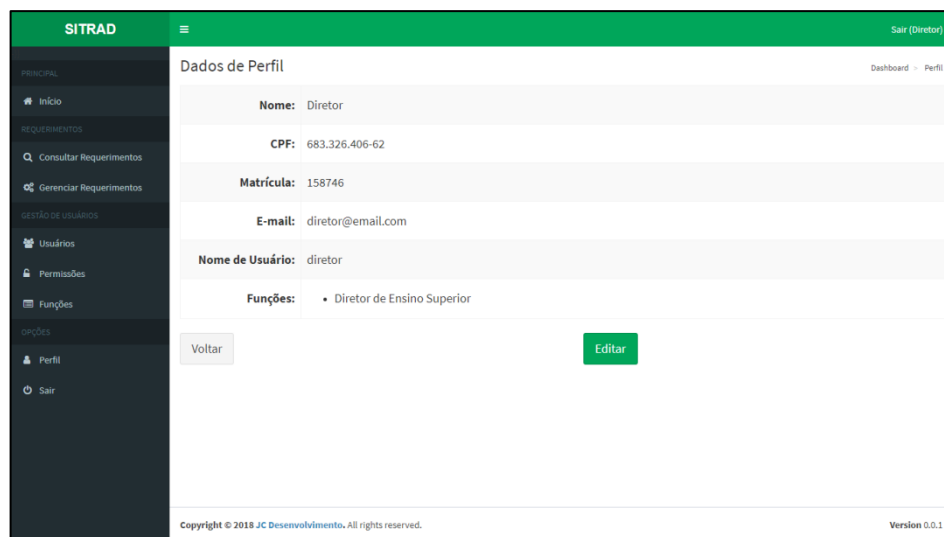 SITRAD
Sair (Diretor)
PRINCIPAL
Início
REQUERIMENTOS
Consultar Requerimentos
Gerenciar Requerimentos
GESTÃO DE USUÁRIOS
Usuários
Permissões
Funções
OPÇÕES
Perfil
Sair
Dados de Perfil
Dashboard > Perfil
Nome: Diretor
CPF: 683.326.406-62
Matrícula: 158746
E-mail: diretor@email.com
Nome de Usuário: diretor
Funções: • Diretor de Ensino Superior
Voltar Editar
Copyright © 2018 JC Desenvolvimento. All rights reserved. Version 0.0.1